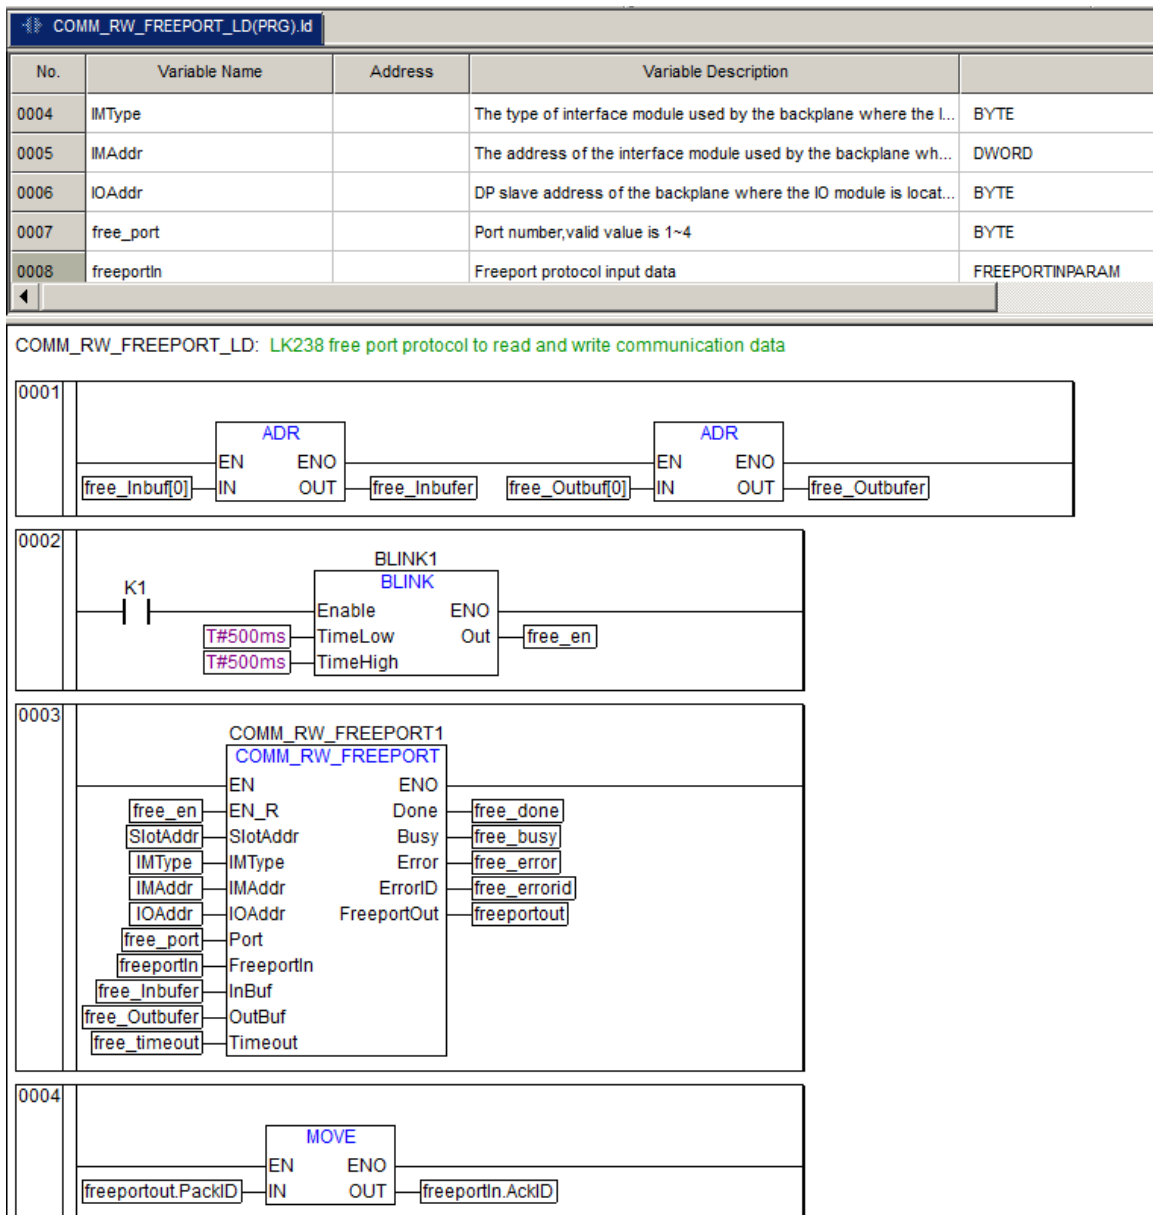 COMM_RW_FREEPORT_LD(PRG).ld
No. Variable Name Address Variable Description
0004 IMType The type of interface module used by the backplane where the I... BYTE
0005 IMAddr The address of the interface module used by the backplane wh... DWORD
0006 IOAddr DP slave address of the backplane where the IO module is locat... BYTE
0007 free_port Port number,valid value is 1~4 BYTE
0008 freeportIn Freeport protocol input data FREEPORTINPARAM
COMM_RW_FREEPORT_LD: LK238 free port protocol to read and write communication data
0001
ADR ADR
EN ENO EN ENO
free_Inbuf[0] IN OUT free_Inbufer free_Outbuf[0] IN OUT free_Outbufer
0002
BLINK1
K1 BLINK
Enable ENO
T#500ms TimeLow Out free_en
T#500ms TimeHigh
0003
COMM_RW_FREEPORT1
COMM_RW_FREEPORT
EN ENO
free_en EN_R Done free_done
SlotAddr SlotAddr Busy free_busy
IMType IMType Error free_error
IMAddr IMAddr ErrorID free_errorid
IOAddr IOAddr FreeportOut freeportout
free_port Port
freeportIn FreeportIn
free_Inbufer InBuf
free_Outbufer OutBuf
free_timeout Timeout
0004
MOVE
EN ENO
freeportout.PackID IN OUT freeportIn.AckID